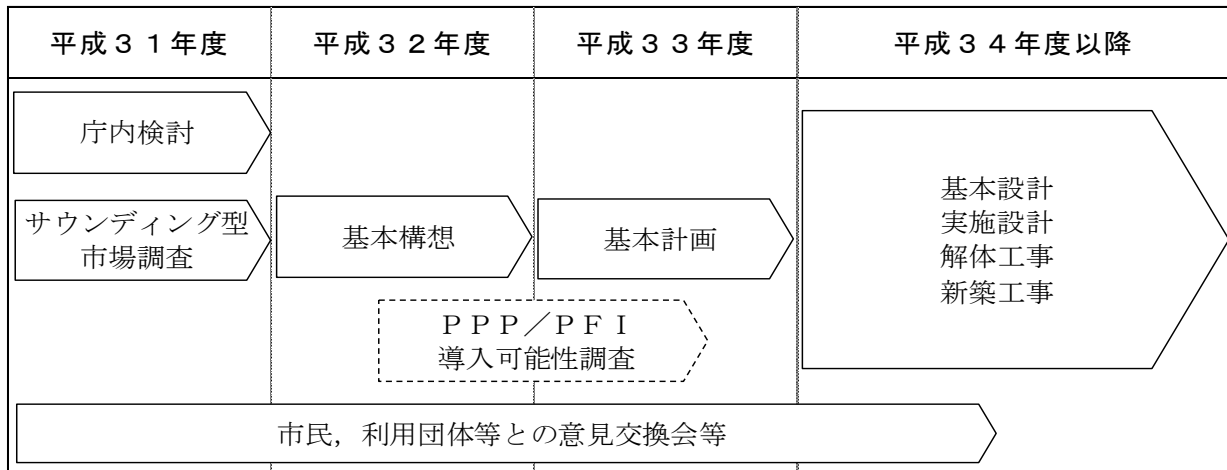 平成３１年度
平成３２年度
平成３３年度
平成３４年度以降
庁内検討
サウンディング型
市場調査
基本構想
基本計画
ＰＰＰ／ＰＦＩ
導入可能性調査
基本設計
実施設計
解体工事
新築工事
市民，利用団体等との意見交換会等